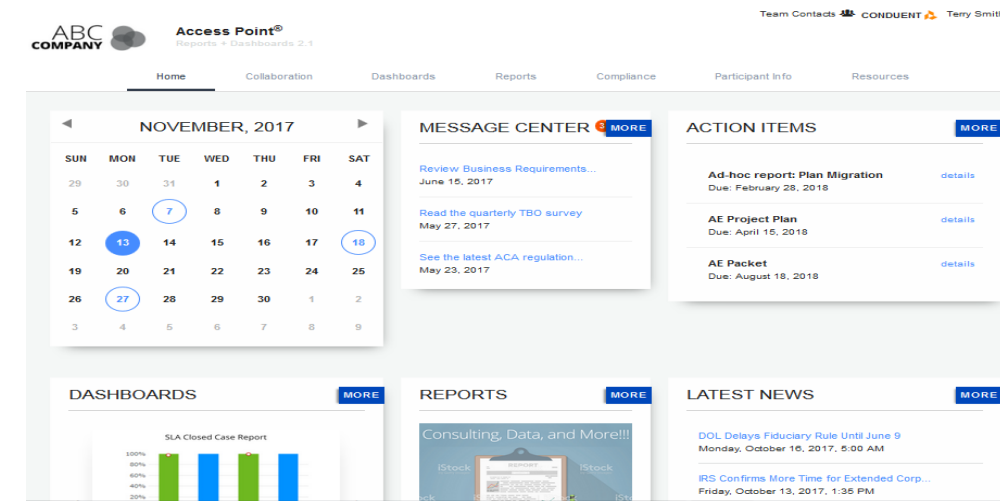 Team Contacts CONDUENT Terry Smith
ABC
COMPANY
Access Point®
Reports + Dashboards 2.1
Home Collaboration Dashboards Reports Compliance Participant Info Resources
NOVEMBER, 2017
SUN MON TUE WED THU FRI SAT
29 30 31 1 2 3 4
5 6 7 8 9 10 11
12 13 14 15 16 17 18
19 20 21 22 23 24 25
26 27 28 29 30 1 2
3 4 5 6 7 8 9
MESSAGE CENTER 3 MORE
Review Business Requirements...
June 15, 2017
Read the quarterly TBO survey
May 27, 2017
See the latest ACA regulation...
May 23, 2017
ACTION ITEMS MORE
Ad-hoc report: Plan Migration details
Due: February 28, 2018
AE Project Plan details
Due: April 15, 2018
AE Packet details
Due: August 18, 2018
DASHBOARDS MORE
SLA Closed Case Report
100%
80%
60%
40%
20%
REPORTS MORE
Consulting, Data, and More!!!
iStock REPORT iStock
LATEST NEWS MORE
DOL Delays Fiduciary Rule Until June 9
Monday, October 16, 2017, 5:00 AM
IRS Confirms More Time for Extended Corp...
Friday, October 13, 2017, 1:35 PM